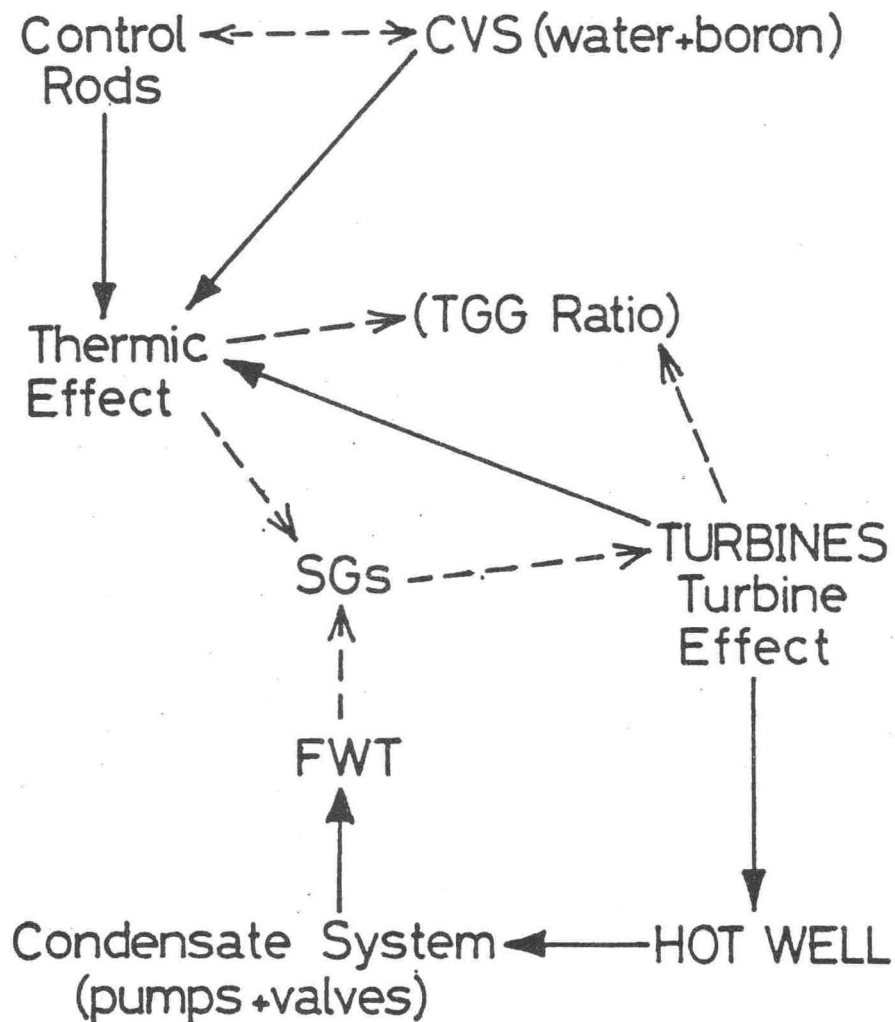 Control
Rods
CVS (water+boron)
(TGG Ratio)
Thermic
Effect
TURBINES
Turbine
Effect
SGs
FWT
Condensate System
(pumps+valves)
HOT WELL